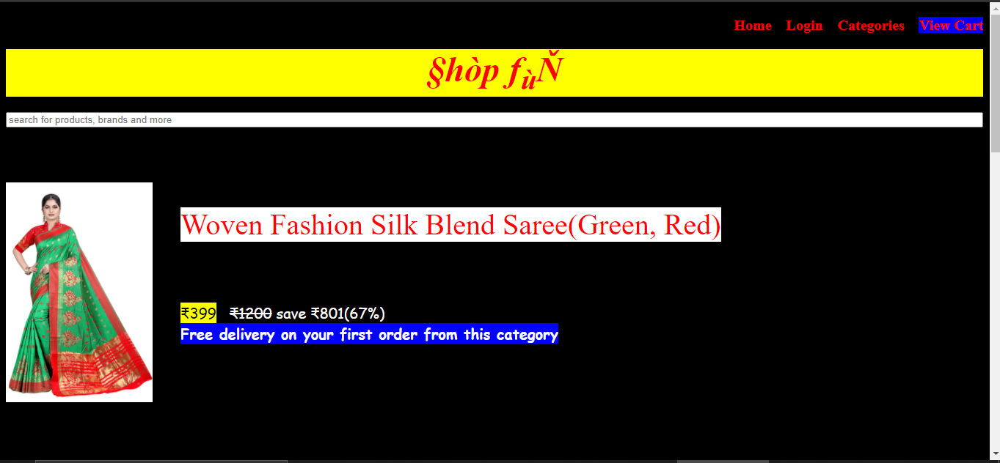 Home Login Categories View Cart
§hòp fùŇ
search for products, brands and more
Woven Fashion Silk Blend Saree(Green, Red)
₹399 ₹1200 save ₹801(67%)
Free delivery on your first order from this category